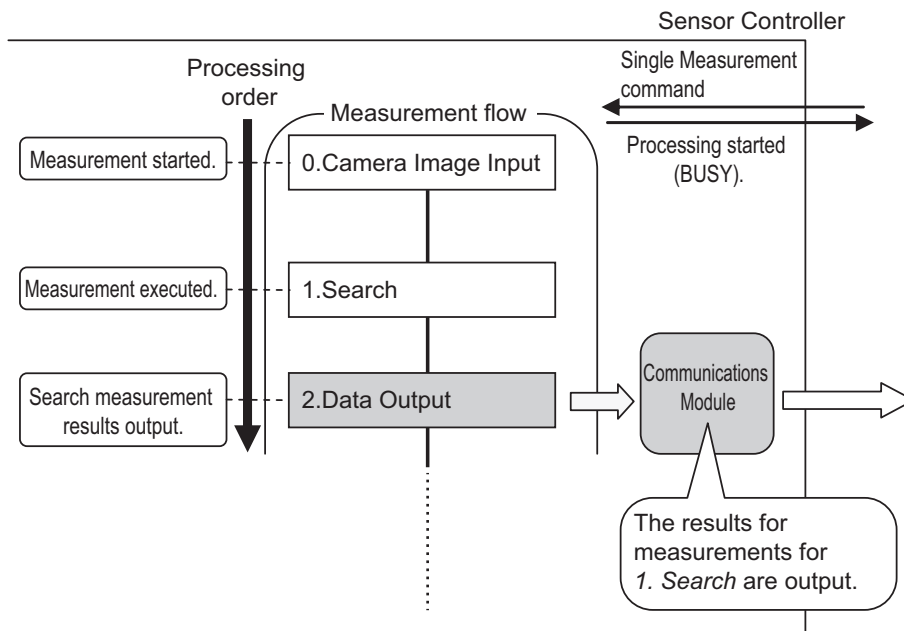 Sensor Controller
Processing
order
Single Measurement
command
Measurement flow
Processing started
(BUSY).
Measurement started.
0.Camera Image Input
Measurement executed.
1.Search
Search measurement
results output.
2.Data Output
Communications
Module
The results for
measurements for
1. Search are output.